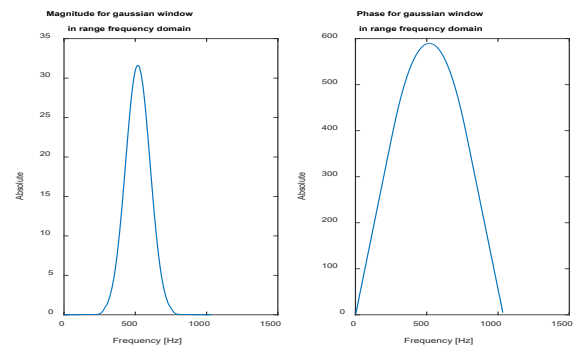 Magnitude for gaussian window
in range frequency domain
35
30
25
20
15
10
5
0
0
500
1000
1500
Absolute
Frequency [Hz]
Phase for gaussian window
in range frequency domain
600
500
400
300
200
100
0
0
500
1000
1500
Absolute
Frequency [Hz]